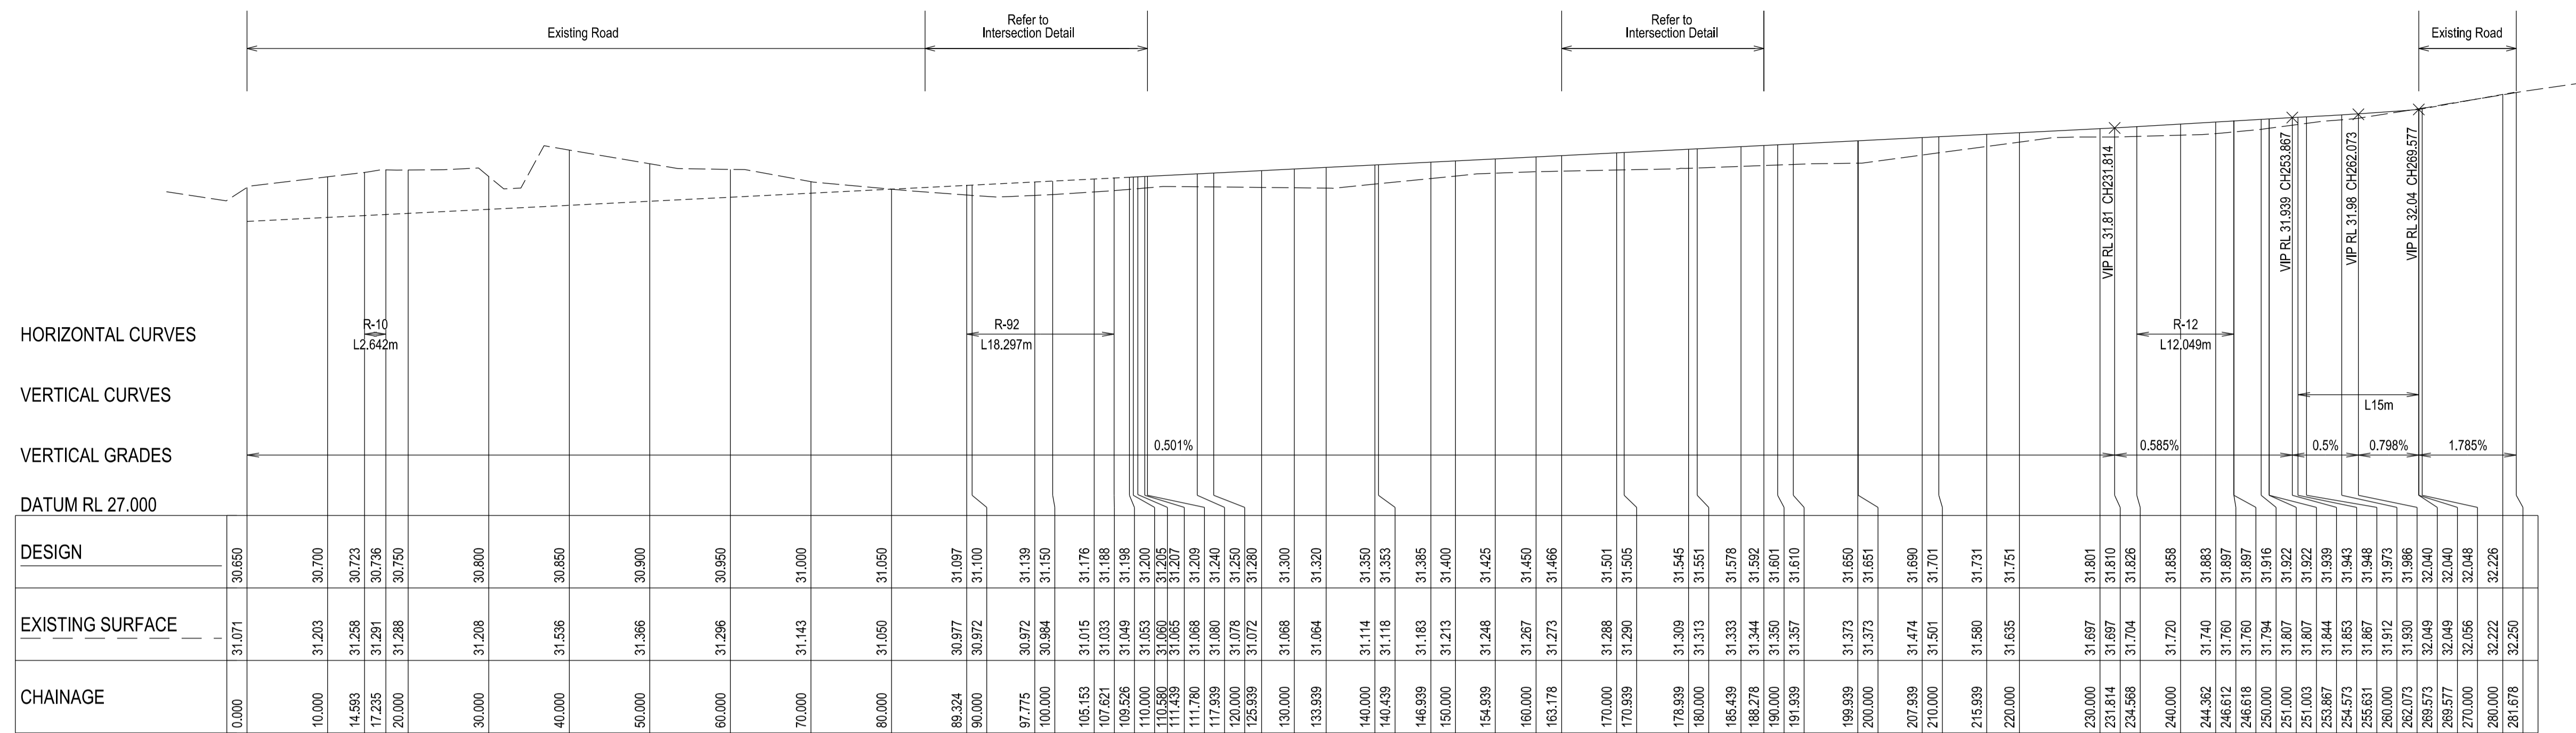 Existing Road
Refer to
Intersection Detail
Refer to
Intersection Detail
Existing Road
VIP RL 31.81 CH231.814
VIP RL 31.939 CH253.867
VIP RL 31.98 CH262.073
VIP RL 32.04 CH269.577
HORIZONTAL CURVES
R-10
L2.642m
R-92
L18.297m
R-12
L12.049m
VERTICAL CURVES
L15m
VERTICAL GRADES
0.501%
0.585%
0.5%
0.798%
1.785%
DATUM RL 27.000
DESIGN
30.650 30.700 30.723 30.736 30.750 30.800 30.850 30.900 30.950 31.000 31.050 31.097 31.100 31.139 31.150 31.176 31.188 31.198 31.200 31.205 31.207 31.209 31.240 31.250 31.280 31.300 31.320 31.350 31.353 31.385 31.400 31.425 31.450 31.466 31.501 31.505 31.545 31.551 31.578 31.592 31.601 31.610 31.650 31.651 31.690 31.701 31.731 31.751 31.801 31.810 31.826 31.858 31.883 31.897 31.897 31.916 31.922 31.922 31.939 31.943 31.948 31.973 31.986 32.040 32.040 32.048 32.226
EXISTING SURFACE
31.071 31.203 31.258 31.291 31.288 31.208 31.536 31.366 31.296 31.143 31.050 30.977 30.972 30.972 30.984 31.015 31.033 31.049 31.053 31.060 31.065 31.068 31.080 31.078 31.072 31.068 31.064 31.114 31.118 31.183 31.213 31.248 31.267 31.273 31.288 31.290 31.309 31.313 31.333 31.344 31.350 31.357 31.373 31.373 31.474 31.501 31.580 31.635 31.697 31.697 31.704 31.720 31.740 31.760 31.760 31.794 31.807 31.807 31.844 31.853 31.867 31.912 31.930 32.049 32.049 32.056 32.222 32.250
CHAINAGE
0.000 10.000 14.593 17.235 20.000 30.000 40.000 50.000 60.000 70.000 80.000 89.324 90.000 97.775 100.000 105.153 107.621 109.526 110.000 110.580 111.439 111.780 117.939 120.000 125.939 130.000 133.939 140.000 140.439 146.939 150.000 154.939 160.000 163.178 170.000 170.939 178.939 180.000 185.439 188.278 190.000 191.939 199.939 200.000 207.939 210.000 215.939 220.000 230.000 231.814 234.568 240.000 244.362 246.612 246.618 250.000 251.000 251.003 253.867 254.573 255.631 260.000 262.073 269.573 269.577 270.000 280.000 281.678